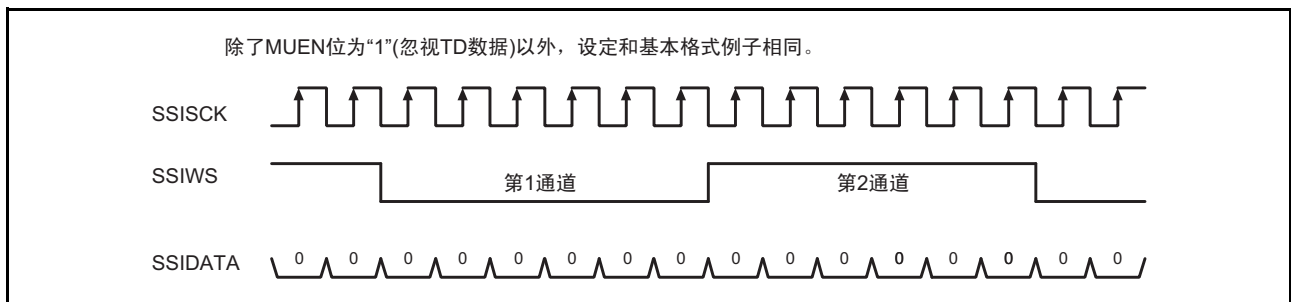 除了MUEN位为“1”(忽视TD数据)以外，设定和基本格式例子相同。
SSISCK
SSIWS 第1通道 第2通道
SSIDATA 0 0 0 0 0 0 0 0 0 0 0 0 0 0 0 0